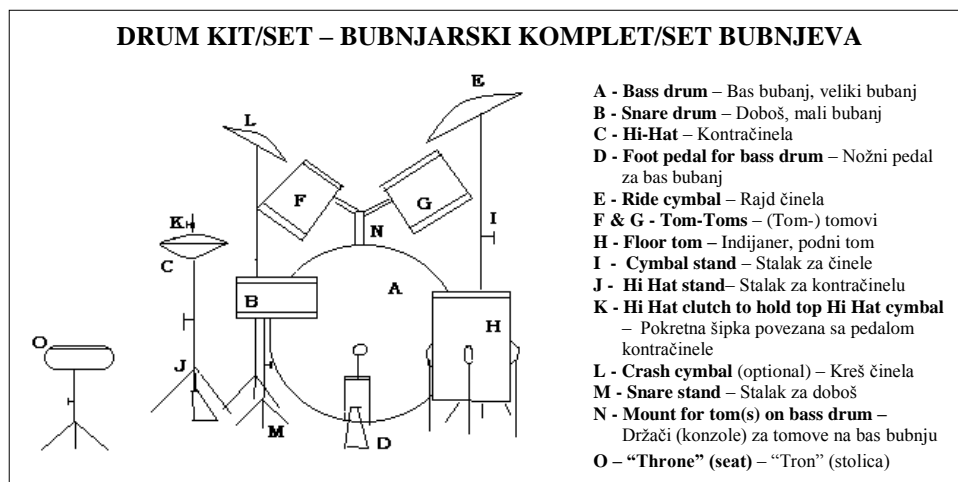 DRUM KIT/SET – BUBNJARSKI KOMPLET/SET BUBNJEVA
E
L
F
G
K
N
I
C
B
A
H
O
J
M
D
A - Bass drum – Bas bubanj, veliki bubanj
B - Snare drum – Doboš, mali bubanj
C - Hi-Hat – Kontračinela
D - Foot pedal for bass drum – Nožni pedal
za bas bubanj
E - Ride cymbal – Rajd činela
F & G - Tom-Toms – (Tom-) tomovi
H - Floor tom – Indijaner, podni tom
I - Cymbal stand – Stalak za činele
J - Hi Hat stand– Stalak za kontračinelu
K - Hi Hat clutch to hold top Hi Hat cymbal
– Pokretna šipka povezana sa pedalom
kontračinele
L - Crash cymbal (optional) – Kreš činela
M - Snare stand – Stalak za doboš
N - Mount for tom(s) on bass drum –
Držači (konzole) za tomove na bas bubnju
O – “Throne” (seat) – “Tron” (stolica)